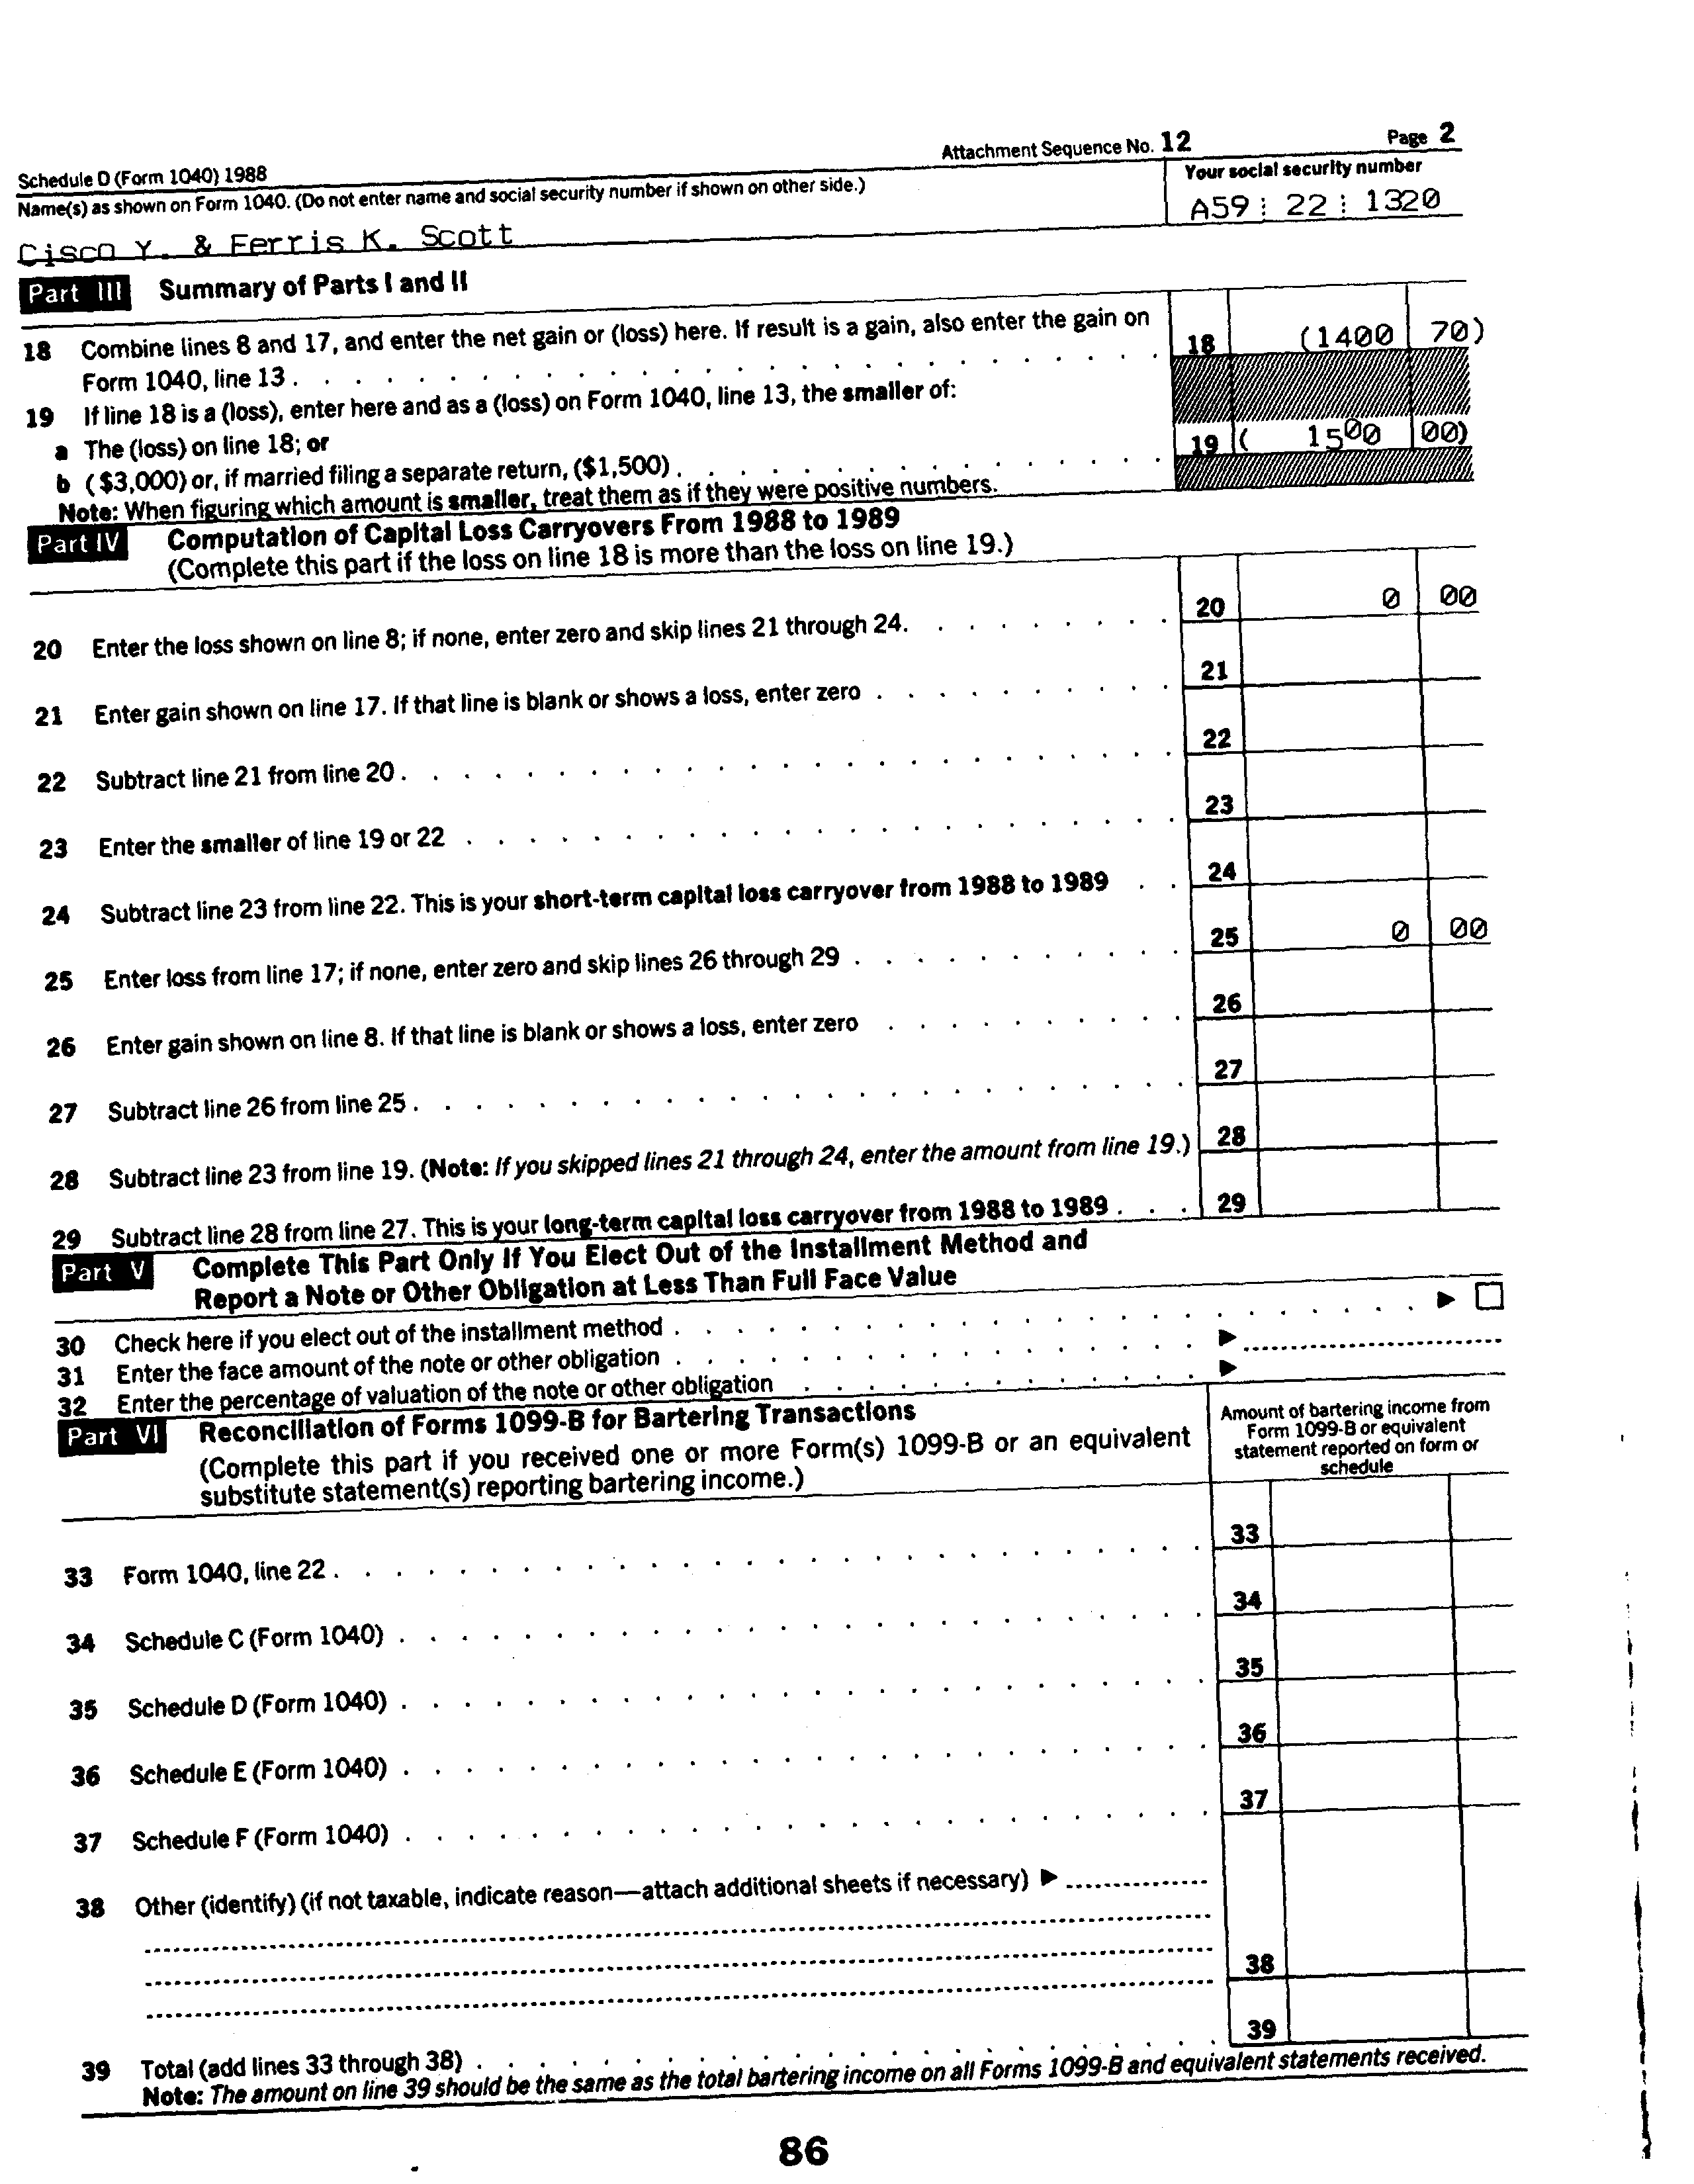 Schedule D (Form 1040) 1988 Attachment Sequence No. 12 Page 2
Name(s) as shown on Form 1040. (Do not enter name and social security number if shown on other side.) Your social security number
Cisco Y. & Ferris K. Scott A59 22 1320
Part III Summary of Parts I and II
18 Combine lines 8 and 17, and enter the net gain or (loss) here. If result is a gain, also enter the gain on
Form 1040, line 13 . . . 18 (1400 70)
19 If line 18 is a (loss), enter here and as a (loss) on Form 1040, line 13, the smaller of:
a The (loss) on line 18; or
b ($3,000) or, if married filing a separate return, ($1,500) . . . 19 ( 1500 00)
Note: When figuring which amount is smaller, treat them as if they were positive numbers.
Part IV Computation of Capital Loss Carryovers From 1988 to 1989
(Complete this part if the loss on line 18 is more than the loss on line 19.)
20 Enter the loss shown on line 8; if none, enter zero and skip lines 21 through 24. . . . 20 0 00
21 Enter gain shown on line 17. If that line is blank or shows a loss, enter zero . . . 21
22 Subtract line 21 from line 20 . . . 22
23 Enter the smaller of line 19 or 22 . . . 23
24 Subtract line 23 from line 22. This is your short-term capital loss carryover from 1988 to 1989 . . 24
25 Enter loss from line 17; if none, enter zero and skip lines 26 through 29 . . . 25 0 00
26 Enter gain shown on line 8. If that line is blank or shows a loss, enter zero . . . 26
27 Subtract line 26 from line 25 . . . 27
28 Subtract line 23 from line 19. (Note: If you skipped lines 21 through 24, enter the amount from line 19.) 28
29 Subtract line 28 from line 27. This is your long-term capital loss carryover from 1988 to 1989 . . . 29
Part V Complete This Part Only If You Elect Out of the Installment Method and
Report a Note or Other Obligation at Less Than Full Face Value
30 Check here if you elect out of the installment method . . . ▶ □
31 Enter the face amount of the note or other obligation . . . ▶
32 Enter the percentage of valuation of the note or other obligation . . . ▶
Part VI Reconciliation of Forms 1099-B for Bartering Transactions
(Complete this part if you received one or more Form(s) 1099-B or an equivalent
substitute statement(s) reporting bartering income.)
Amount of bartering income from
Form 1099-B or equivalent
statement reported on form or
schedule
33 Form 1040, line 22 . . . 33
34 Schedule C (Form 1040) . . . 34
35 Schedule D (Form 1040) . . . 35
36 Schedule E (Form 1040) . . . 36
37 Schedule F (Form 1040) . . . 37
38 Other (identify) (if not taxable, indicate reason—attach additional sheets if necessary) ▶
38
39 Total (add lines 33 through 38) . . . 39
Note: The amount on line 39 should be the same as the total bartering income on all Forms 1099-B and equivalent statements received.
86